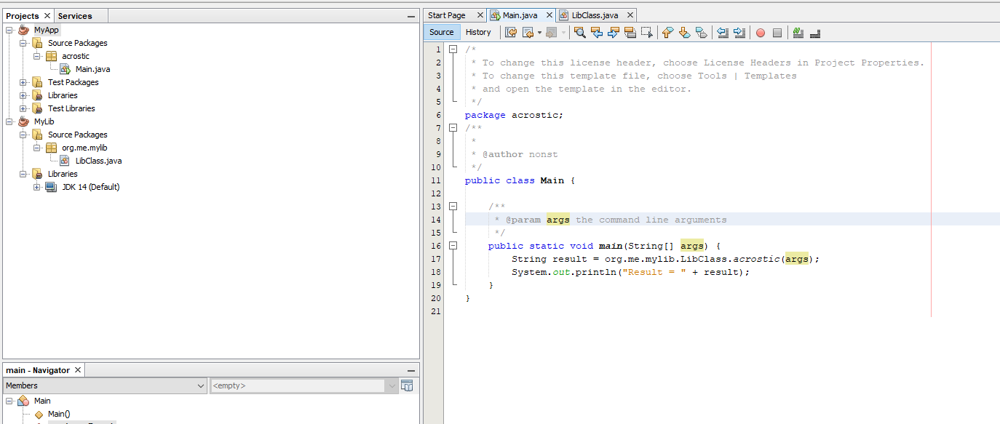 Projects
Services
MyApp
Source Packages
acrostic
Main.java
Test Packages
Libraries
Test Libraries
MyLib
Source Packages
org.me.mylib
LibClass.java
Libraries
JDK 14 (Default)
main - Navigator
Members
<empty>
Main
Main()
Start Page
Main.java
LibClass.java
Source History
1 /*
2 * To change this license header, choose License Headers in Project Properties.
3 * To change this template file, choose Tools | Templates
4 * and open the template in the editor.
5 */
6 package acrostic;
7 /**
8 *
9 * @author nonst
10 */
11 public class Main {
12
13 /**
14 * @param args the command line arguments
15 */
16 public static void main(String[] args) {
17 String result = org.me.mylib.LibClass.acrostic(args);
18 System.out.println("Result = " + result);
19 }
20 }
21